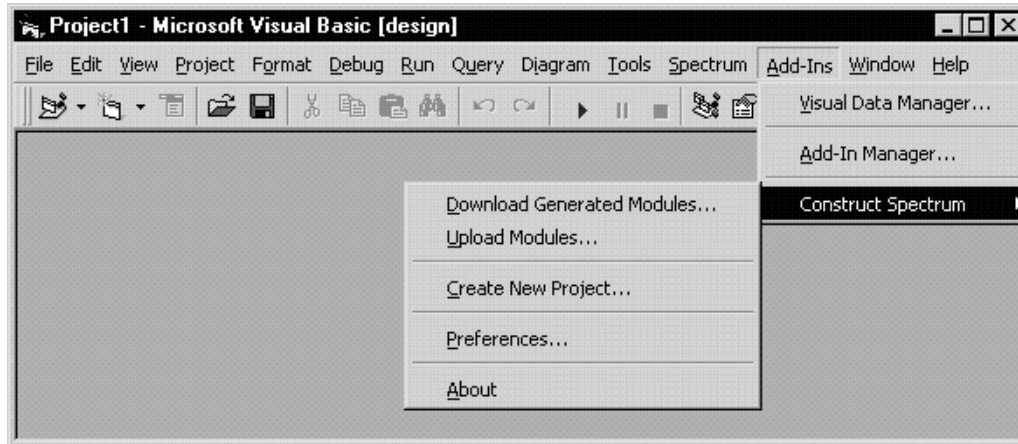 Project1 - Microsoft Visual Basic [design]
File Edit View Project Format Debug Run Query Diagram Tools Spectrum Add-Ins Window Help
Visual Data Manager...
Add-In Manager...
Construct Spectrum
Download Generated Modules...
Upload Modules...
Create New Project...
Preferences...
About